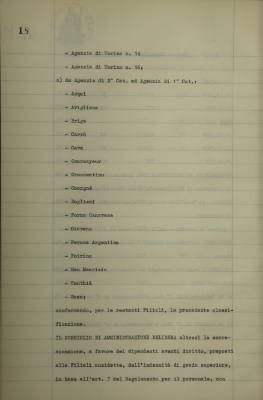 18
- Agenzia di Torino n. 14
- Agenzia di Torino n. 16;
c) da Agenzia di 2° Cat. ad Agenzia di 1° Cat.:
- Acqui
- Avigliana
- Briga
- Carrù
- Ceva
- Courmayeur
- Crescentino
- Cuorgnè
- Dogliani
- Forno Canavese
- Giaveno
- Perosa Argentina
- Poirino
- San Maurizio
- Santhià
- Susa;
confermando, per le restanti Filiali, la precedente classi-
ficazione.
IL CONSIGLIO DI AMMINISTRAZIONE DELIBERA altresì la corre-
sponsione, a favore dei dipendenti aventi diritto, preposti
alle Filiali suddette, dell'indennità di grado superiore,
in base all'art. 7 del Regolamento per il personale, con